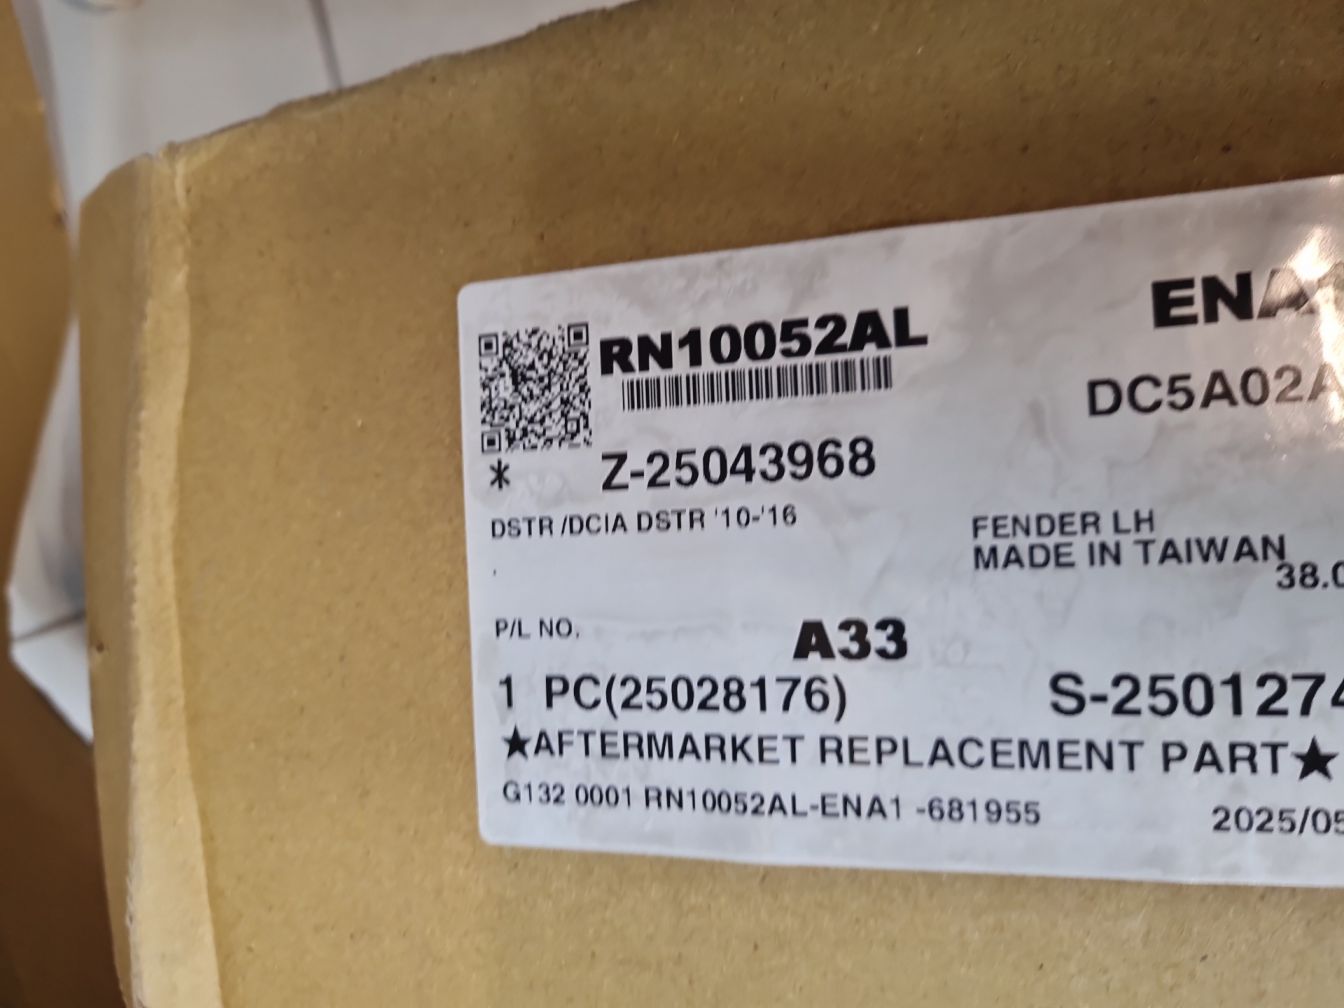 RN10052AL
ENA
DC5A02A
* Z-25043968
DSTR /DCIA DSTR '10-'16
FENDER LH
MADE IN TAIWAN
38.0
P/L NO.
A33
1 PC(25028176)
S-2501274
★AFTERMARKET REPLACEMENT PART★
G132 0001 RN10052AL-ENA1 -681955
2025/05